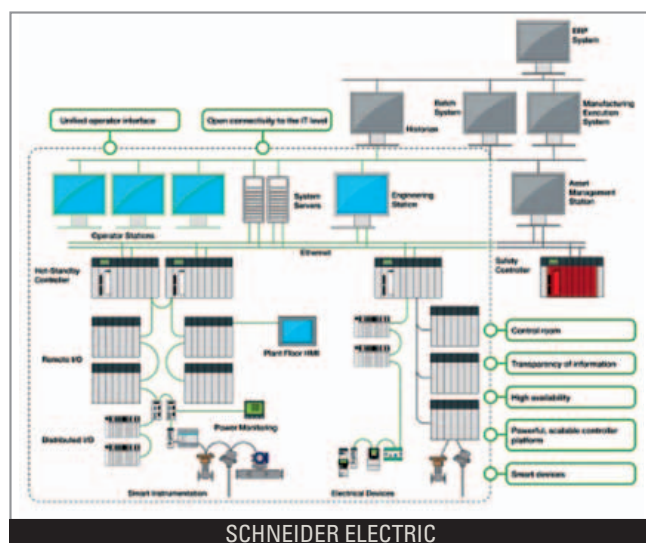 ERP
System
Historian
Batch
System
Manufacturing
Execution
System
Unified operator interface
Open connectivity to the IT level
Operator Stations
System
Servers
Engineering
Station
Asset
Management
Station
Ethernet
Hot-Standby
Controller
Safety
Controller
Remote I/O
Plant Floor HMI
Control room
Transparency of information
High availability
Powerful, scalable controller
platform
Smart devices
Distributed I/O
Power Monitoring
Smart Instrumentation
Electrical Devices
SCHNEIDER ELECTRIC